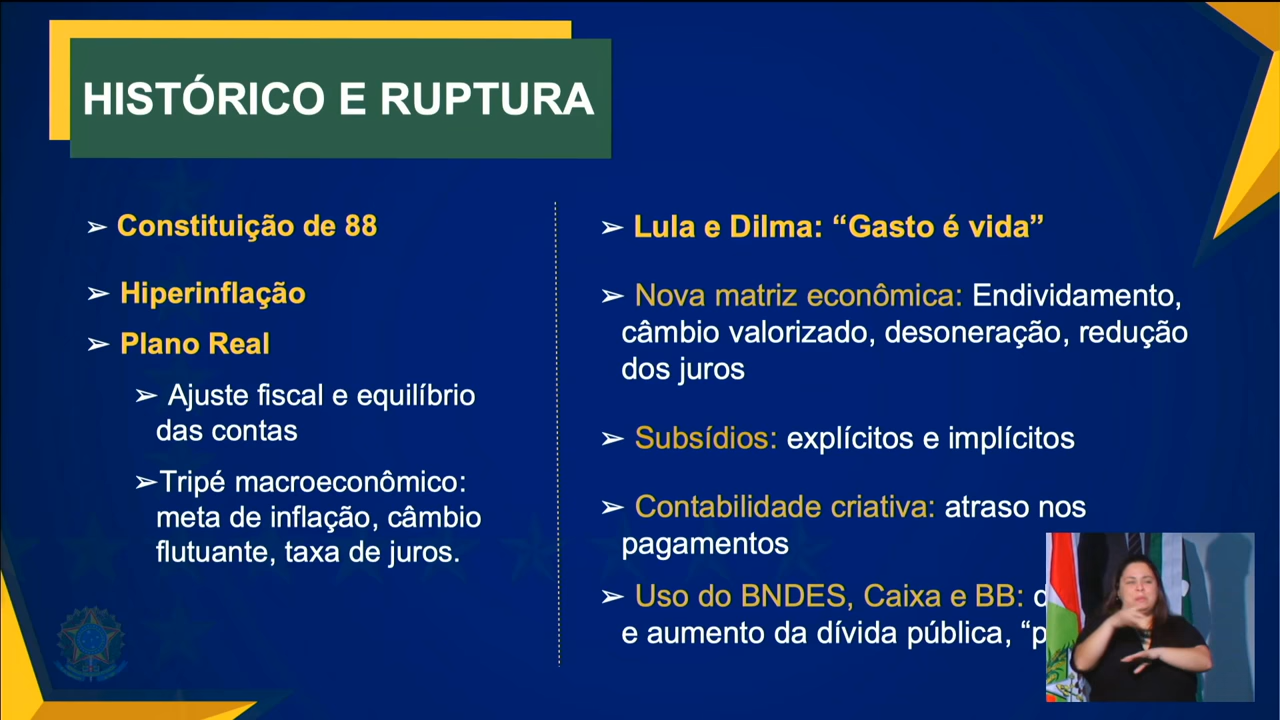 HISTÓRICO E RUPTURA
➢ Constituição de 88
➢ Hiperinflação
➢ Plano Real
➢ Ajuste fiscal e equilíbrio
das contas
➢Tripé macroeconômico:
meta de inflação, câmbio
flutuante, taxa de juros.
➢ Lula e Dilma: “Gasto é vida”
➢ Nova matriz econômica: Endividamento,
câmbio valorizado, desoneração, redução
dos juros
➢ Subsídios: explícitos e implícitos
➢ Contabilidade criativa: atraso nos
pagamentos
➢ Uso do BNDES, Caixa e BB:
e aumento da dívida pública,